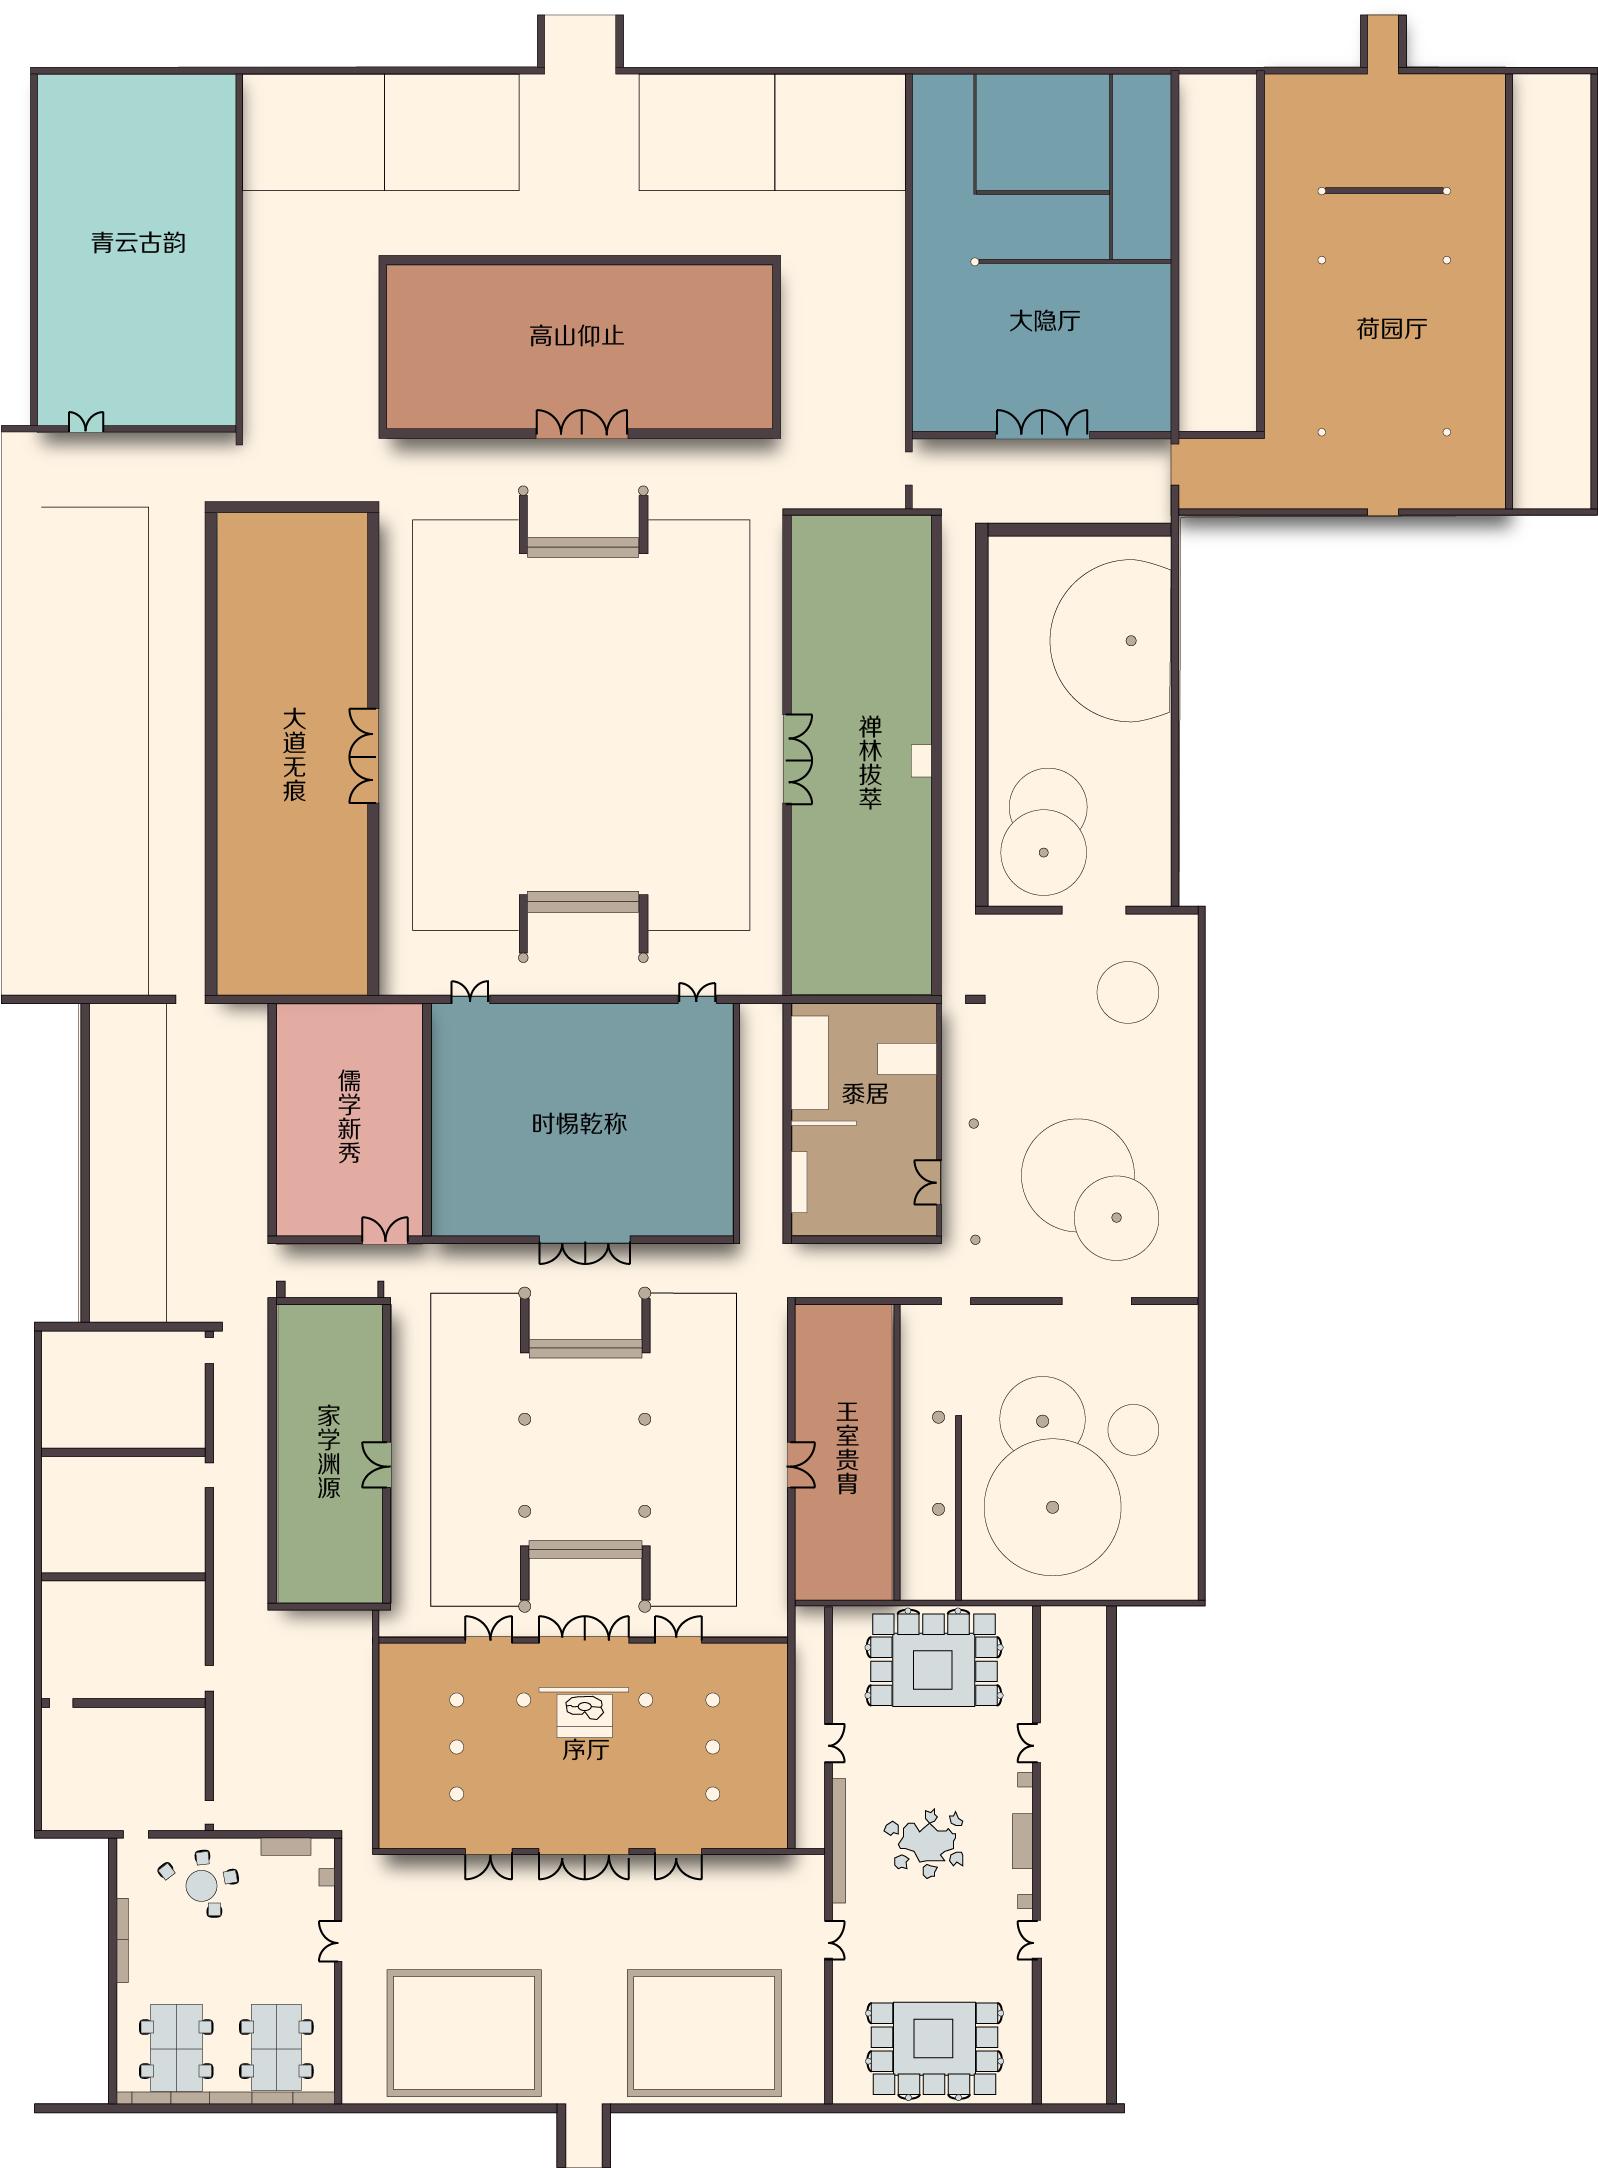 青云古韵
高山仰止
大隐厅
荷园厅
大道无痕
禅林拔萃
儒学新秀
时惕乾称
黍居
家学渊源
王室贵胄
序厅